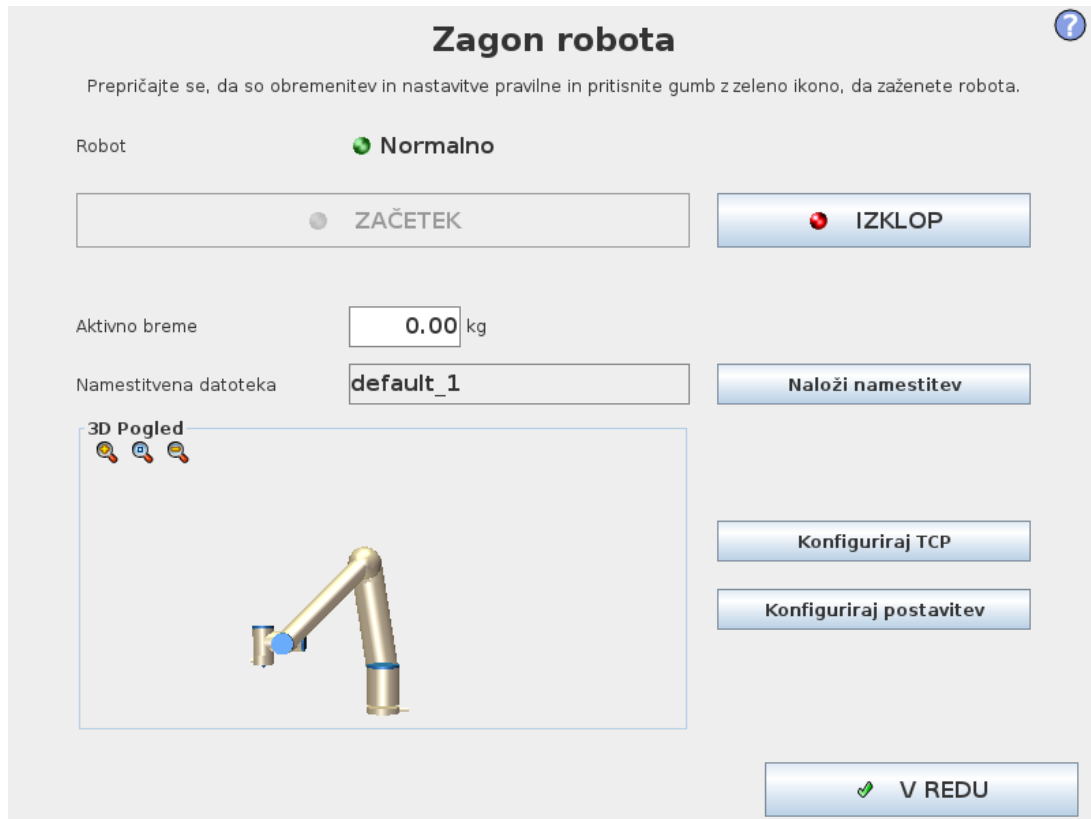 Zagon robota
?
Prepričajte se, da so obremenitev in nastavitve pravilne in pritisnite gumb z zeleno ikono, da zaženete robota.
Robot
Normalno
ZAČETEK
IZKLOP
Aktivno breme
0.00 kg
Namestitvena datoteka
default_1
Naloži namestitev
3D Pogled
Konfiguriraj TCP
Konfiguriraj postavitev
V REDU